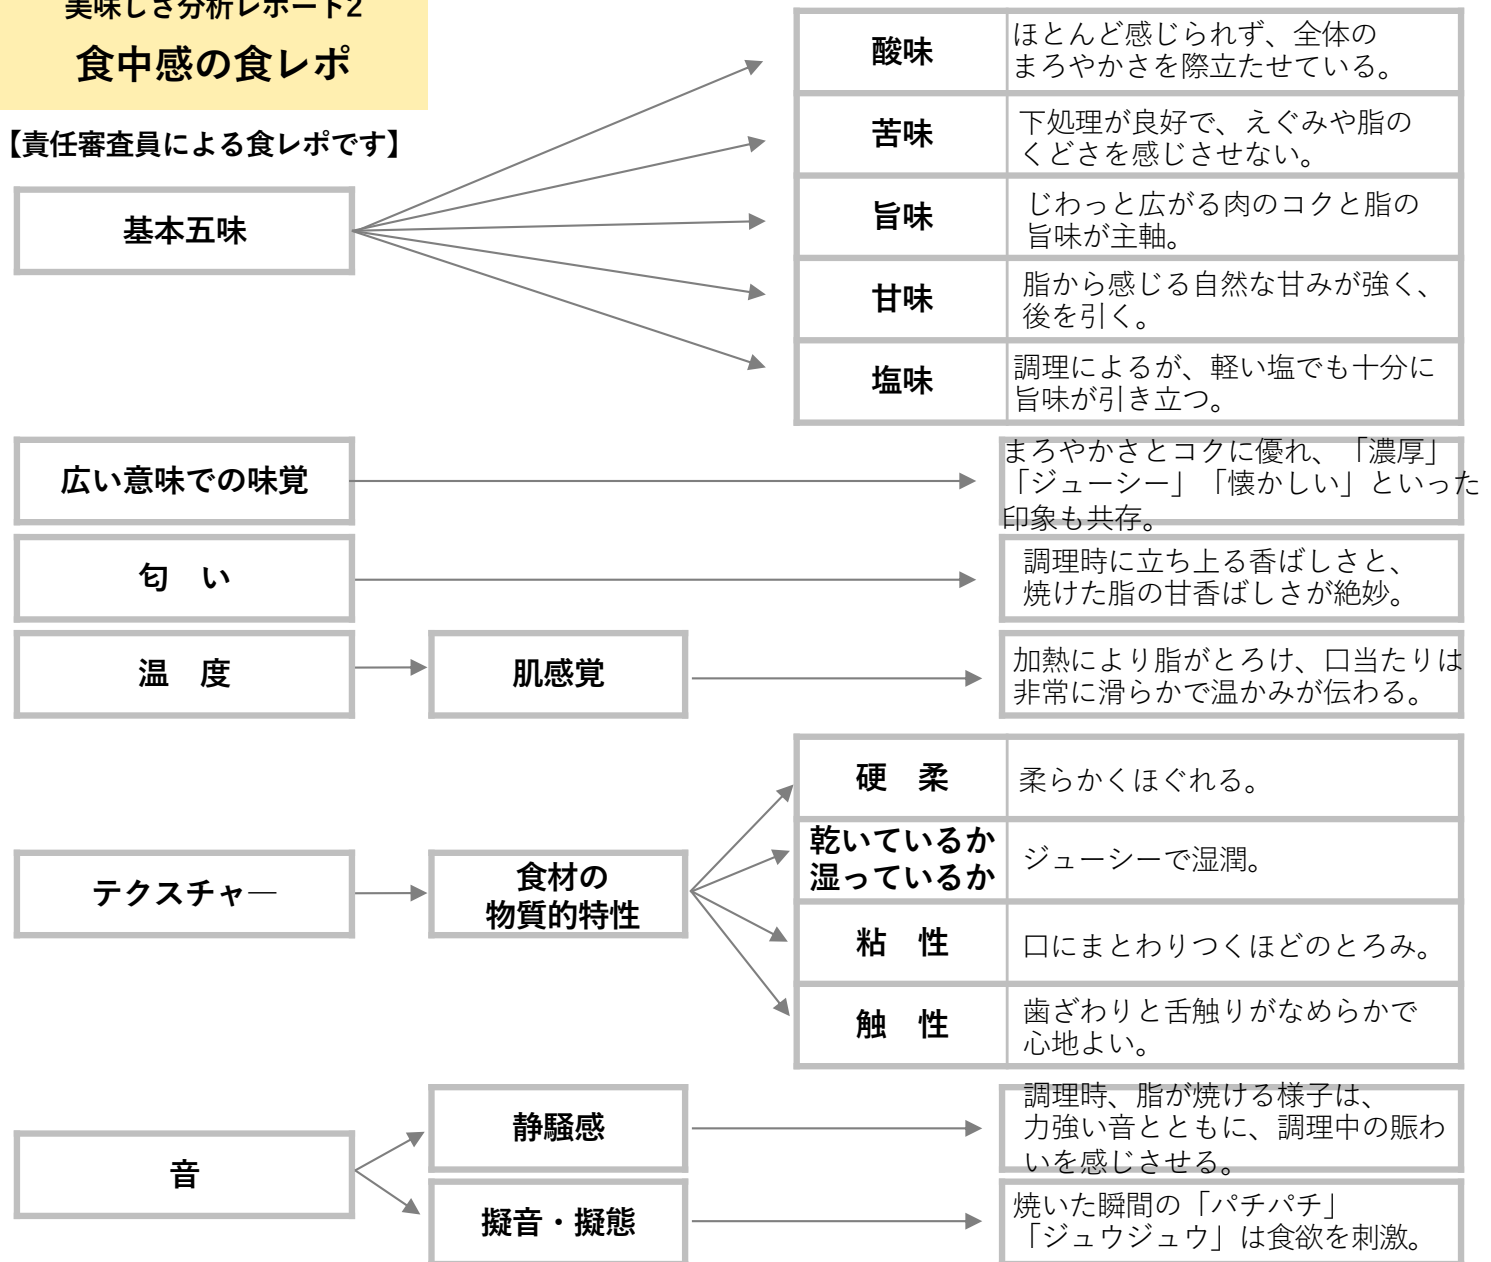 美味しさ分析レポート2
食中感の食レポ
【責任審査員による食レポです】
基本五味
酸味
ほとんど感じられず、全体の
まろやかさを際立たせている。
苦味
下処理が良好で、えぐみや脂の
くどさを感じさせない。
旨味
じわっと広がる肉のコクと脂の
旨味が主軸。
甘味
脂から感じる自然な甘みが強く、
後を引く。
塩味
調理によるが、軽い塩でも十分に
旨味が引き立つ。
広い意味での味覚
まろやかさとコクに優れ、「濃厚」
「ジューシー」「懐かしい」といった
印象も共存。
匂　い
調理時に立ち上る香ばしさと、
焼けた脂の甘香ばしさが絶妙。
温　度
肌感覚
加熱により脂がとろけ、口当たりは
非常に滑らかで温かみが伝わる。
テクスチャ―
食材の
物質的特性
硬　柔
柔らかくほぐれる。
乾いているか
湿っているか
ジューシーで湿潤。
粘　性
口にまとわりつくほどのとろみ。
触　性
歯ざわりと舌触りがなめらかで
心地よい。
音
静騒感
調理時、脂が焼ける様子は、
力強い音とともに、調理中の賑わ
いを感じさせる。
擬音・擬態
焼いた瞬間の「パチパチ」
「ジュウジュウ」は食欲を刺激。